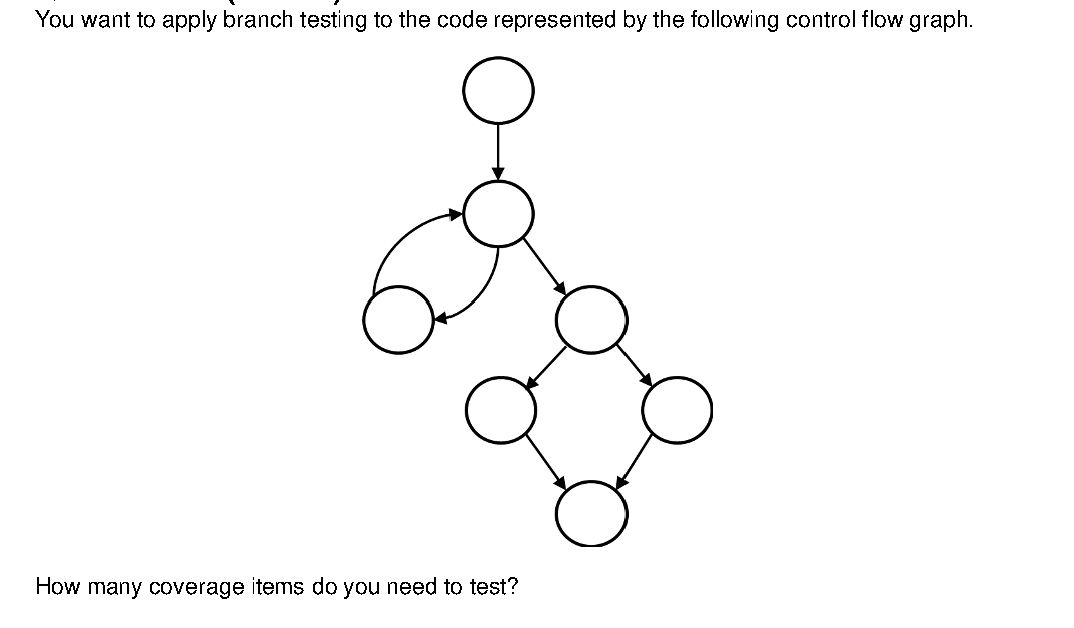 You want to apply branch testing to the code represented by the following control flow graph.
How many coverage items do you need to test?